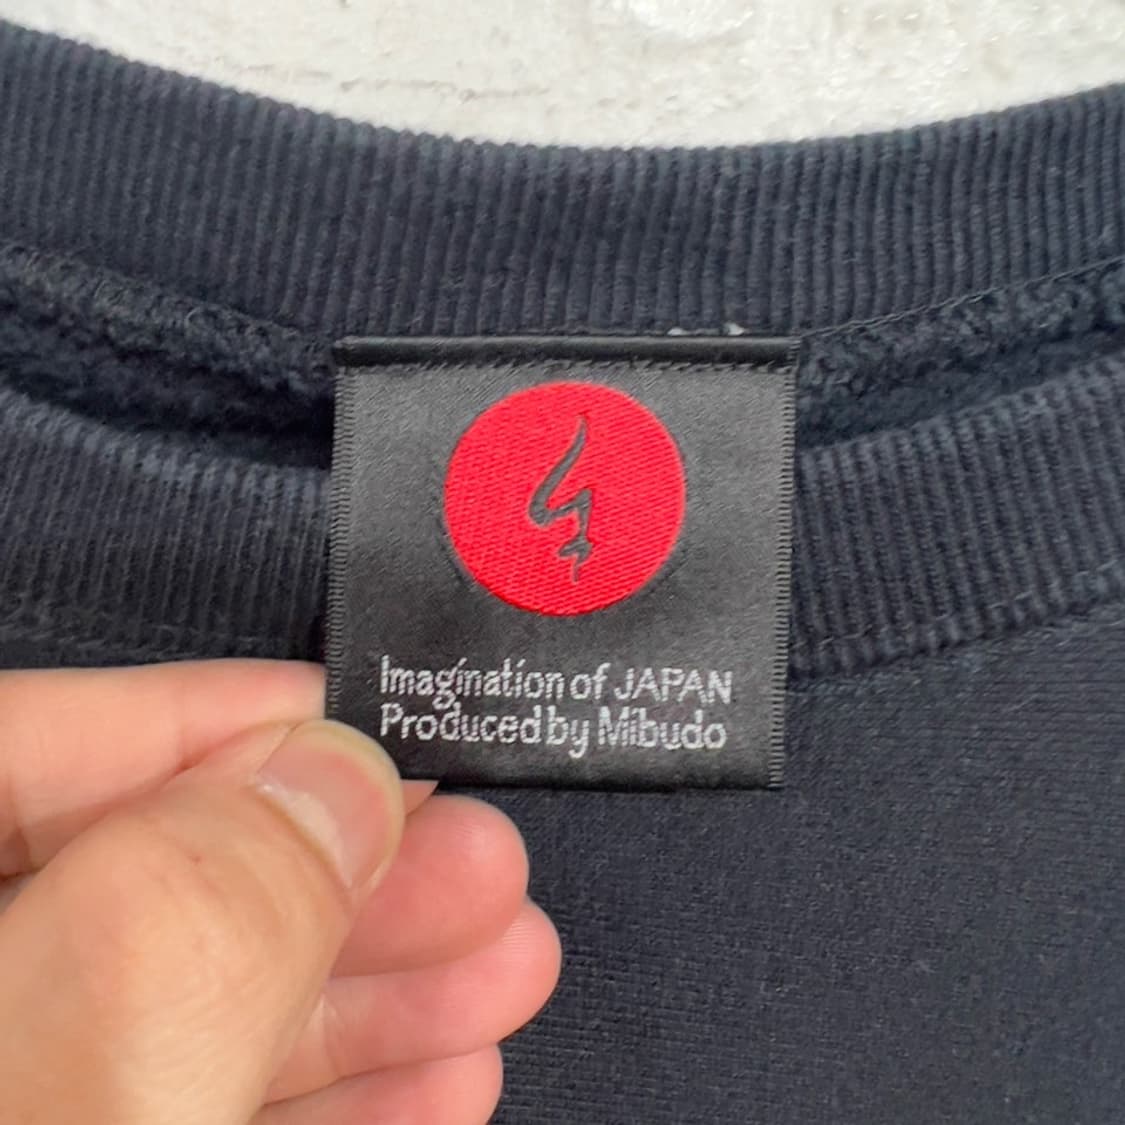 Imagination of JAPAN
Produced by Mibudo